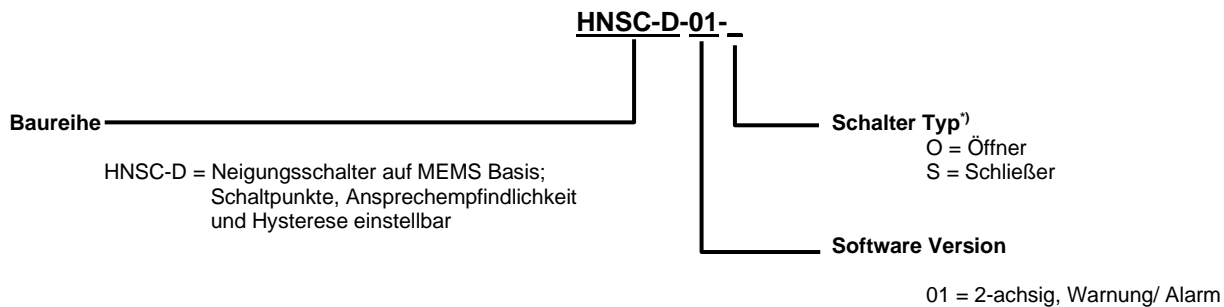 HNSC-D-01-_
Baureihe
HNSC-D = Neigungsschalter auf MEMS Basis;
Schaltpunkte, Ansprechempfindlichkeit
und Hysterese einstellbar
Schalter Typ*)
O = Öffner
S = Schließer
Software Version
01 = 2-achsig, Warnung/ Alarm